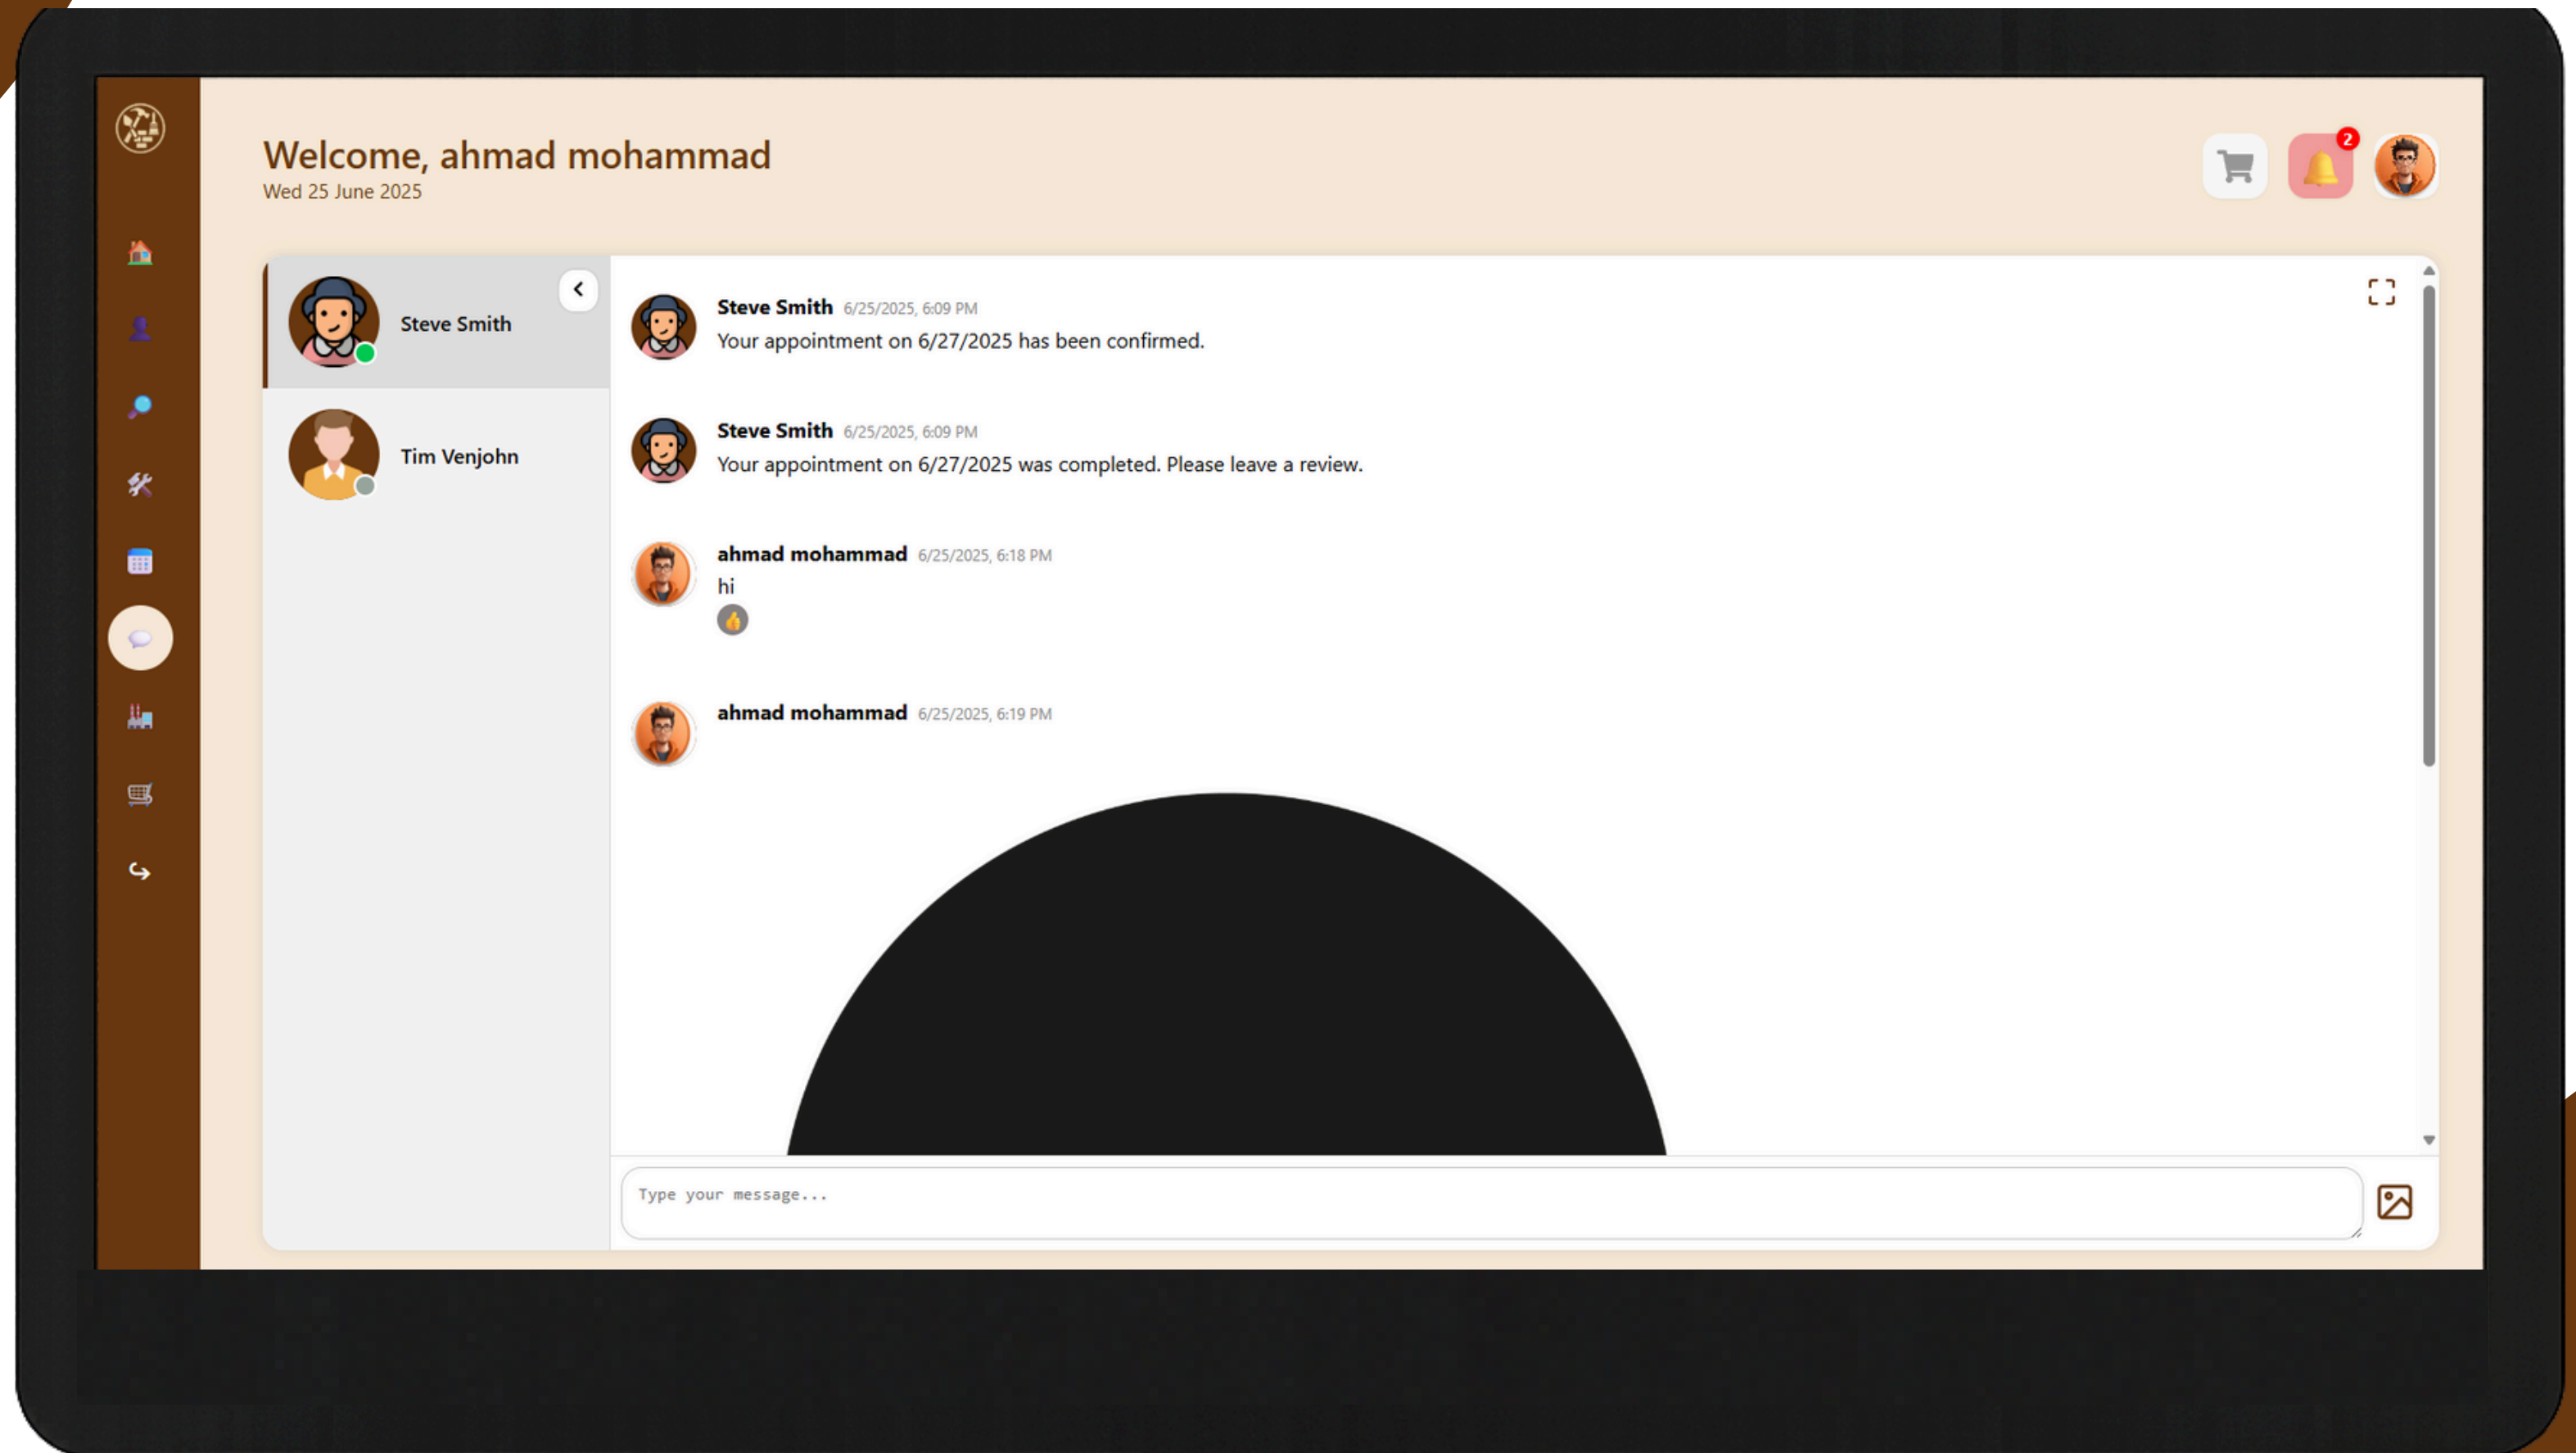 Welcome, ahmad mohammad
Wed 25 June 2025
2
Steve Smith
Tim Venjohn
Steve Smith 6/25/2025, 6:09 PM
Your appointment on 6/27/2025 has been confirmed.
Steve Smith 6/25/2025, 6:09 PM
Your appointment on 6/27/2025 was completed. Please leave a review.
ahmad mohammad 6/25/2025, 6:18 PM
hi
ahmad mohammad 6/25/2025, 6:19 PM
Type your message...